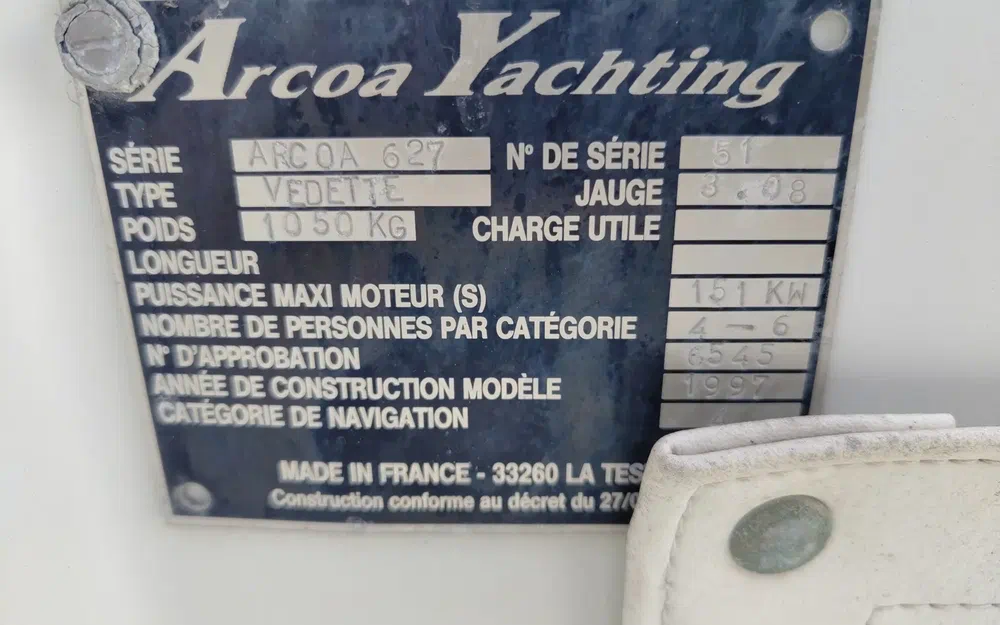 Arcoa Yachting
SÉRIE ARCOA 627 N° DE SÉRIE 51
TYPE VEDETTE JAUGE 3.08
POIDS 1050 KG CHARGE UTILE
LONGUEUR
PUISSANCE MAXI MOTEUR (S) 151 KW
NOMBRE DE PERSONNES PAR CATÉGORIE 4-6
N° D'APPROBATION 6545
ANNÉE DE CONSTRUCTION MODÈLE 1997
CATÉGORIE DE NAVIGATION 4
MADE IN FRANCE - 33260 LA TES
Construction conforme au décret du 27/0